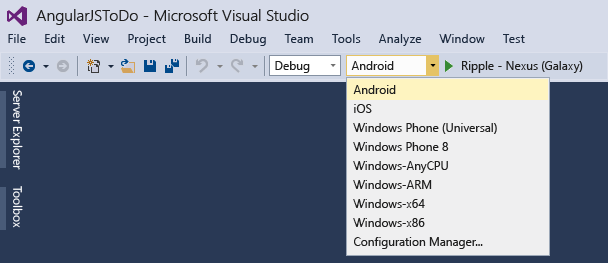 AngularJSToDo - Microsoft Visual Studio
File Edit View Project Build Debug Team Tools Analyze Window Test
Debug Android Ripple - Nexus (Galaxy)
Server Explorer
Toolbox
Android
iOS
Windows Phone (Universal)
Windows Phone 8
Windows-AnyCPU
Windows-ARM
Windows-x64
Windows-x86
Configuration Manager...